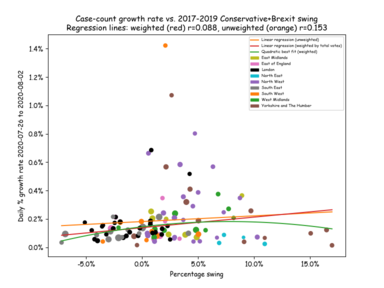 Case-count growth rate vs. 2017-2019 Conservative+Brexit swing
Regression lines: weighted (red) r=0.088, unweighted (orange) r=0.153
Linear regression (unweighted)
Linear regression (weighted by total votes)
Quadratic best fit (weighted)
East Midlands
East of England
London
North East
North West
South East
South West
West Midlands
Yorkshire and The Humber
Daily % growth rate 2020-07-26 to 2020-08-02
1.4%
1.2%
1.0%
0.8%
0.6%
0.4%
0.2%
0.0%
-5.0%
0.0%
5.0%
10.0%
15.0%
Percentage swing